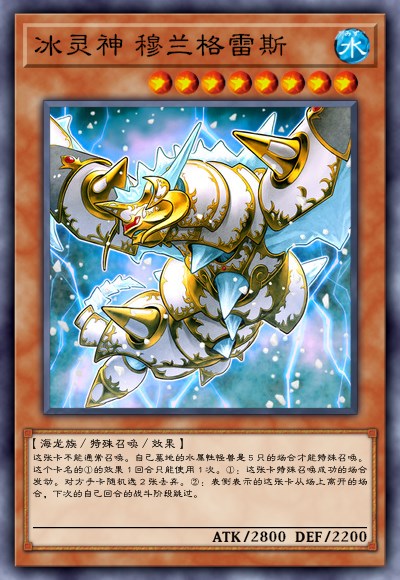 冰灵神 穆兰格雷斯
水
【海龙族/特殊召唤/效果】
这张卡不能通常召唤。自己墓地的水属性怪兽是5只的场合才能特殊召唤。
这个卡名的①的效果1回合只能使用1次。①：这张卡特殊召唤成功的场合
发动。对方手卡随机选2张丢弃。②：表侧表示的这张卡从场上离开的场
合，下次的自己回合的战斗阶段跳过。
ATK/2800 DEF/2200